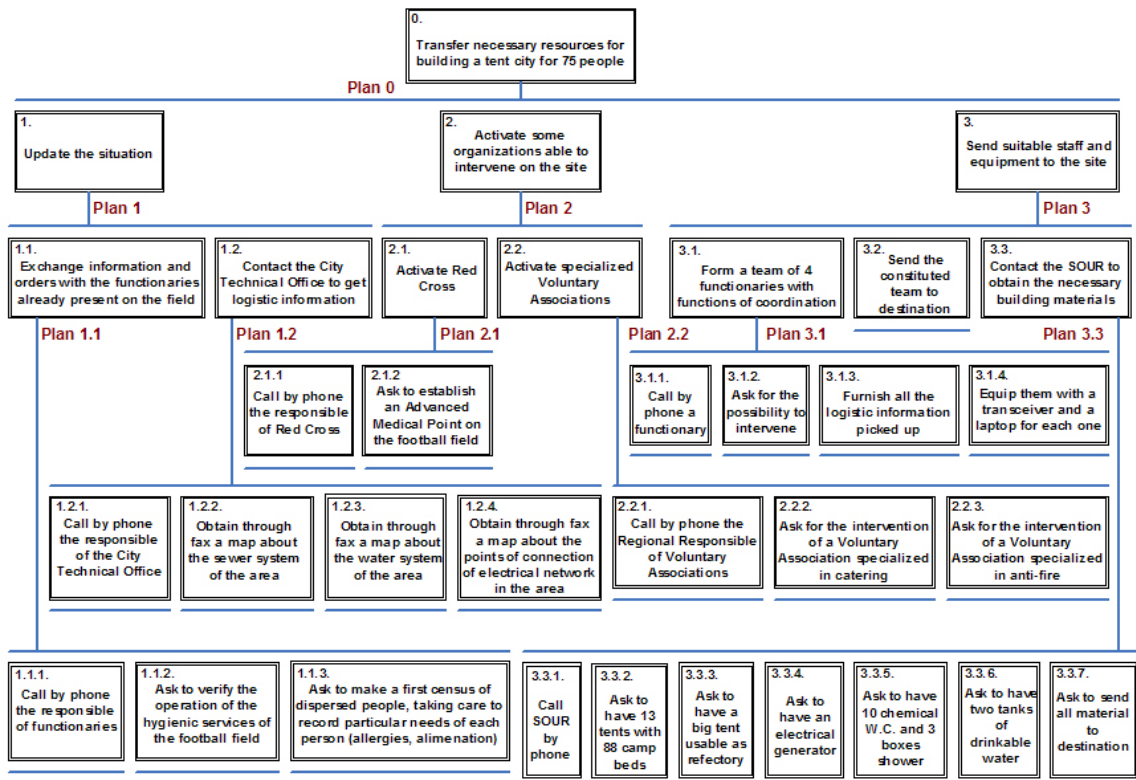 0.
Transfer necessary resources for
building a tent city for 75 people
Plan 0
1.
Update the situation
2.
Activate some
organizations able to
intervene on the site
3.
Send suitable staff and
equipment to the site
Plan 1
Plan 2
Plan 3
1.1.
Exchange information and
orders with the functionaries
already present on the field
1.2.
Contact the City
Technical Office to get
logistic information
2.1.
Activate Red
Cross
2.2.
Activate specialized
Voluntary
Associations
3.1.
Form a team of 4
functionaries with
functions of coordination
3.2.
Send the
constituted
team to
destination
3.3.
Contact the SOUR to
obtain the necessary
building materials
Plan 1.1
Plan 1.2
Plan 2.1
Plan 2.2
Plan 3.1
Plan 3.3
2.1.1
Call by phone
the responsible
of Red Cross
2.1.2
Ask to establish
an Advanced
Medical Point on
the football field
3.1.1.
Call by
phone a
functionary
3.1.2.
Ask for the
possibility to
intervene
3.1.3.
Furnish all the
logistic information
picked up
3.1.4.
Equip them with a
transceiver and a
laptop for each one
1.2.1.
Call by phone
the responsible
of the City
Technical Office
1.2.2.
Obtain through
fax a map about
the sewer system
of the area
1.2.3.
Obtain through
fax a map about
the water system
of the area
1.2.4.
Obtain through fax
a map about the
points of connection
of electrical network
in the area
2.2.1.
Call by phone the
Regional Responsible
of Voluntary
Associations
2.2.2.
Ask for the intervention
of a Voluntary
Association specialized
in catering
2.2.3.
Ask for the intervention
of a Voluntary
Association specialized
in anti-fire
1.1.1.
Call by phone
the responsible
of functionaries
1.1.2.
Ask to verify the
operation of the
hygienic services of
the football field
1.1.3.
Ask to make a first census of
dispersed people, taking care to
record particular needs of each
person (allergies, alimenation)
3.3.1.
Call
SOUR
by
phone
3.3.2.
Ask to
have 13
tents with
88 camp
beds
3.3.3.
Ask to
have a
big tent
usable as
refectory
3.3.4.
Ask to
have an
electrical
generator
3.3.5.
Ask to have
10 chemical
W.C. and 3
boxes
shower
3.3.6.
Ask to have
two tanks
of
drinkable
water
3.3.7.
Ask to send
all material
to
destination